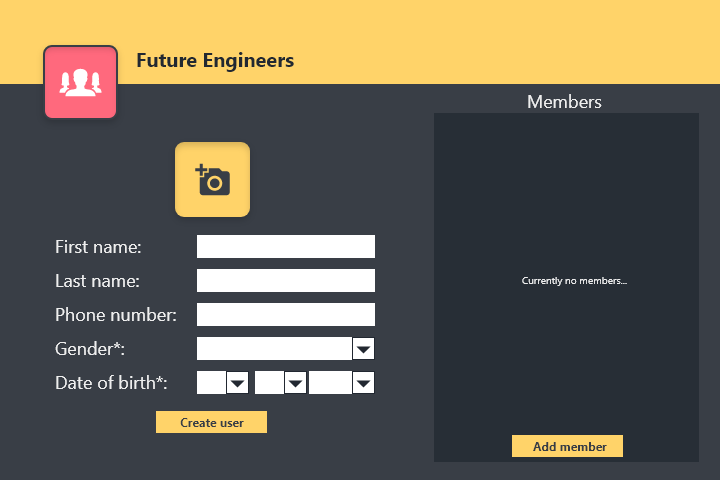 Future Engineers
Members
First name:
Last name:
Phone number:
Gender*:
Date of birth*:
Create user
Currently no members...
Add member